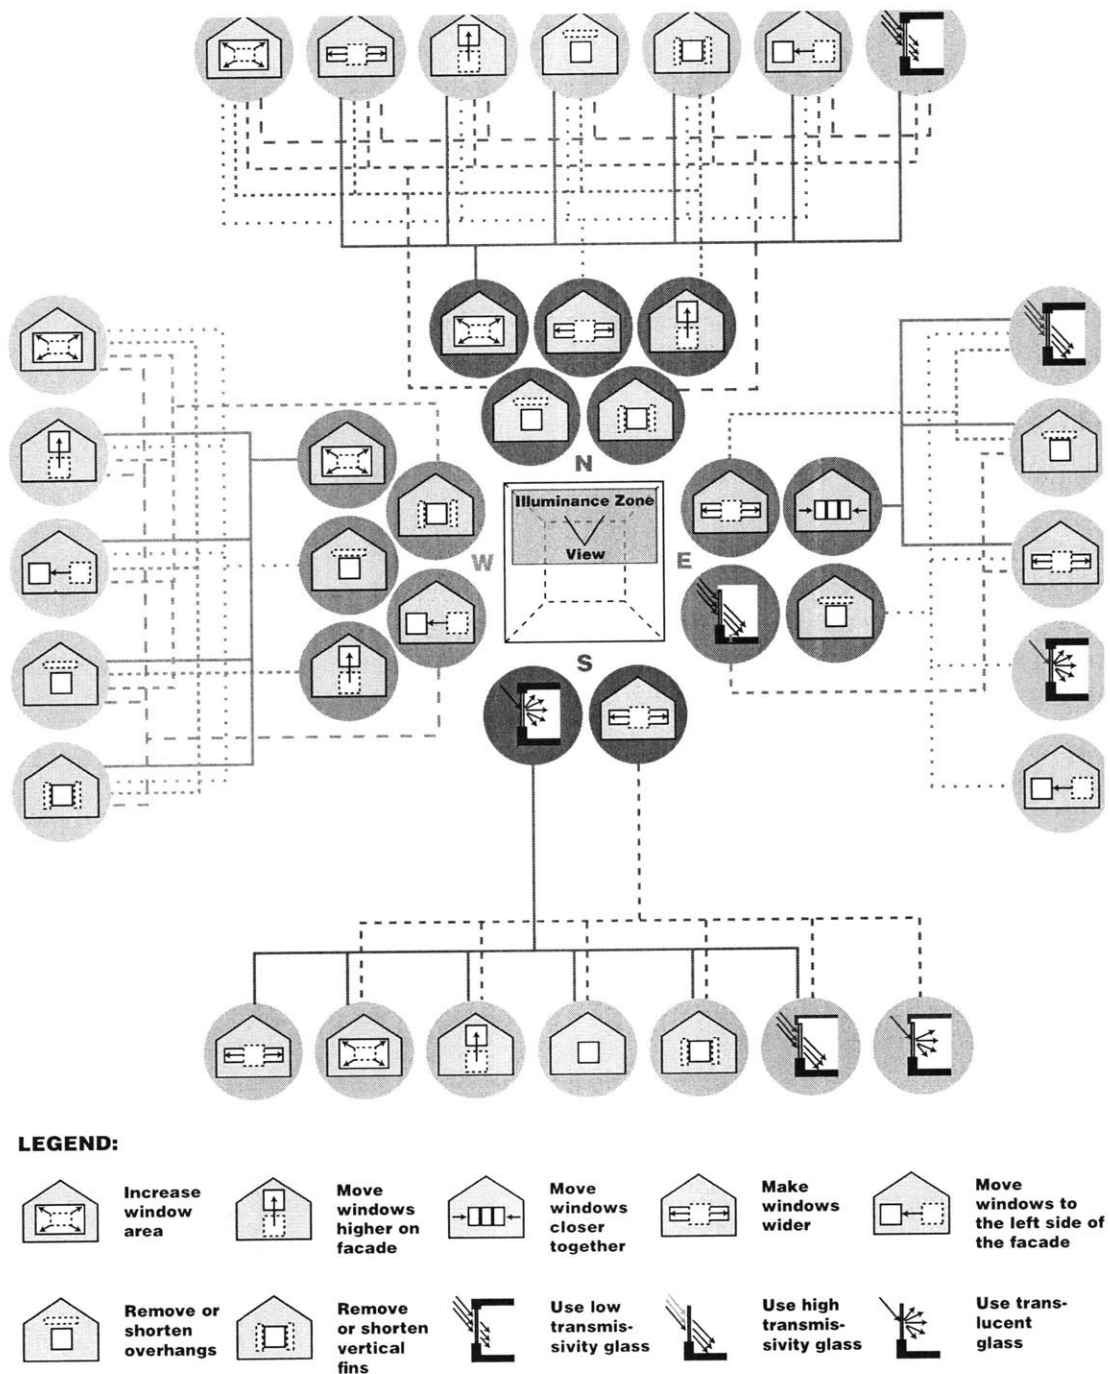 N
Illuminance Zone
View
W
E
S
LEGEND:
Increase
window
area
Move
windows
higher on
facade
Move
windows
closer
together
Make
windows
wider
Move
windows to
the left side of
the facade
Remove or
shorten
overhangs
Remove
or shorten
vertical
fins
Use low
transmis-
sivity glass
Use high
transmis-
sivity glass
Use trans-
lucent
glass